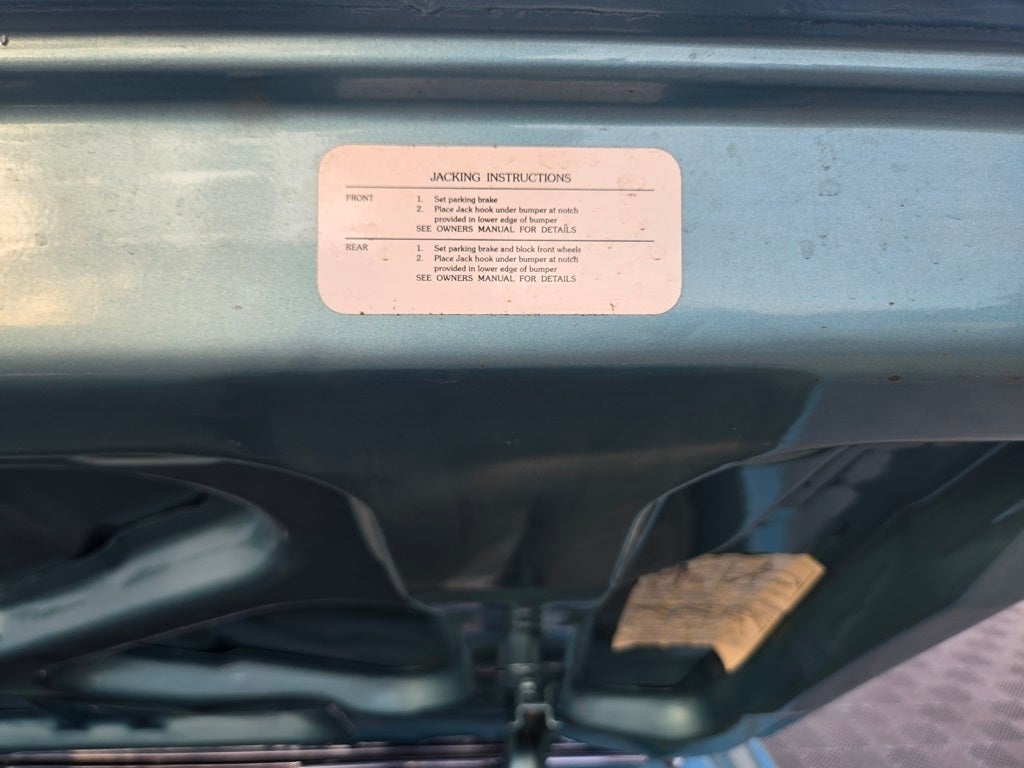 JACKING INSTRUCTIONS
FRONT 1. Set parking brake
2. Place Jack hook under bumper at notch
provided in lower edge of bumper
SEE OWNERS MANUAL FOR DETAILS
REAR 1. Set parking brake and block front wheels
2. Place Jack hook under bumper at notch
provided in lower edge of bumper
SEE OWNERS MANUAL FOR DETAILS